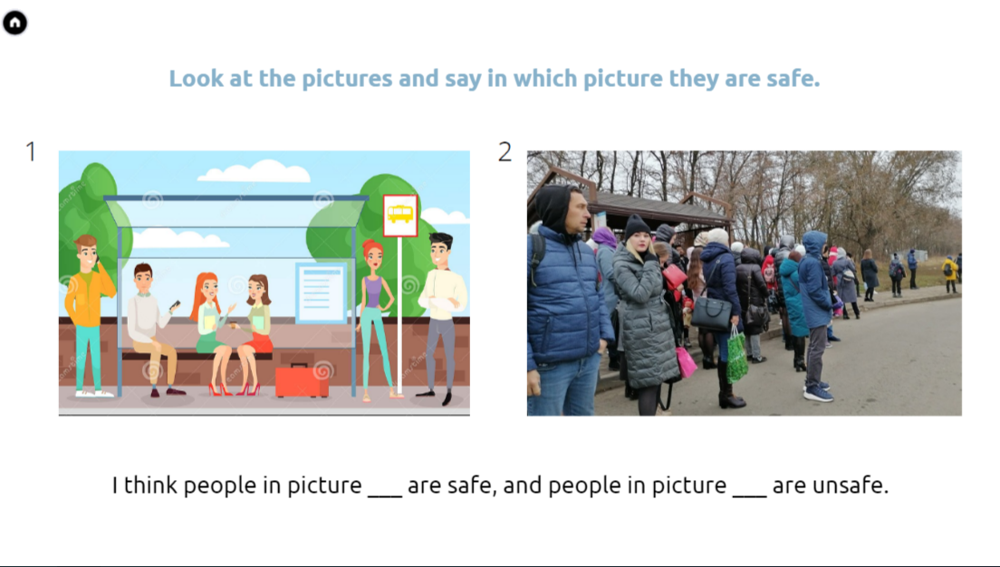 Look at the pictures and say in which picture they are safe.
1
2
I think people in picture ___ are safe, and people in picture ___ are unsafe.